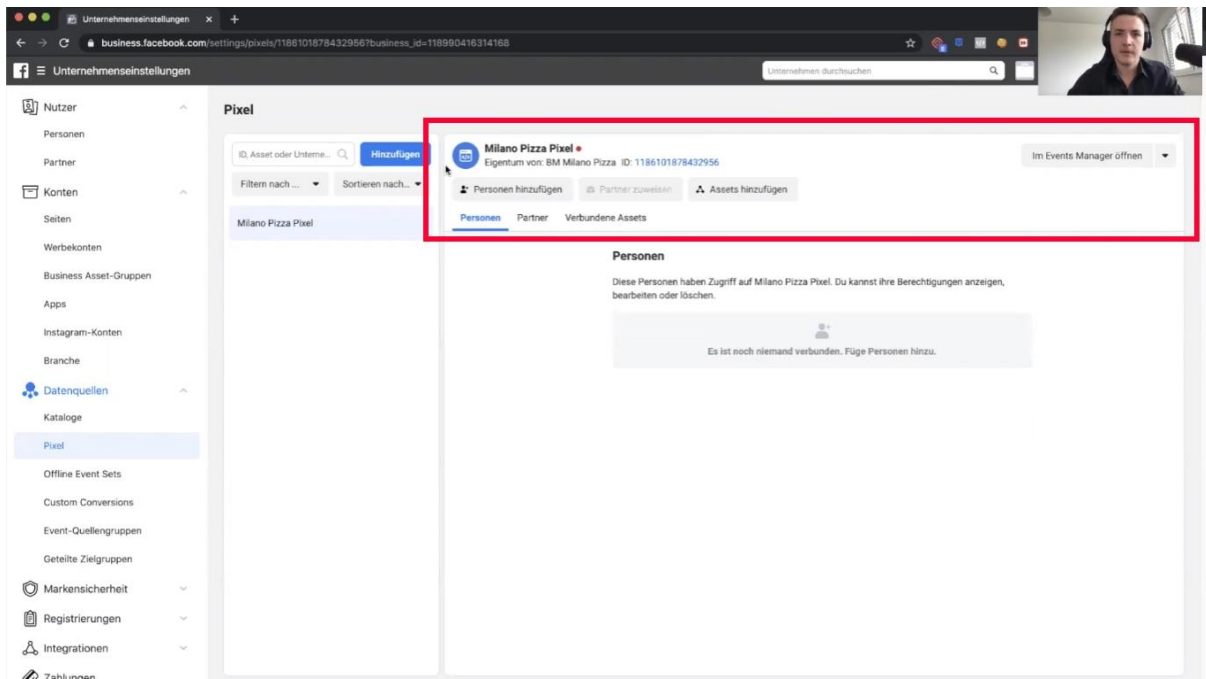 Unternehmenseinstellungen
business.facebook.com/settings/pixels/1186101878432956?business_id=118990416314168
Unternehmenseinstellungen
Unternehmen durchsuchen
Nutzer
Personen
Partner
Konten
Seiten
Werbekonten
Business Asset-Gruppen
Apps
Instagram-Konten
Branche
Datenquellen
Kataloge
Pixel
Offline Event Sets
Custom Conversions
Event-Quellengruppen
Geteilte Zielgruppen
Markensicherheit
Registrierungen
Integrationen
Zahlungen
Pixel
ID, Asset oder Unterne...
Hinzufügen
Filtern nach ...
Sortieren nach...
Milano Pizza Pixel
Milano Pizza Pixel
Eigentum von: BM Milano Pizza ID: 1186101878432956
Im Events Manager öffnen
Personen hinzufügen
Partner zuweisen
Assets hinzufügen
Personen
Partner
Verbundene Assets
Personen
Diese Personen haben Zugriff auf Milano Pizza Pixel. Du kannst ihre Berechtigungen anzeigen,
bearbeiten oder löschen.
Es ist noch niemand verbunden. Füge Personen hinzu.